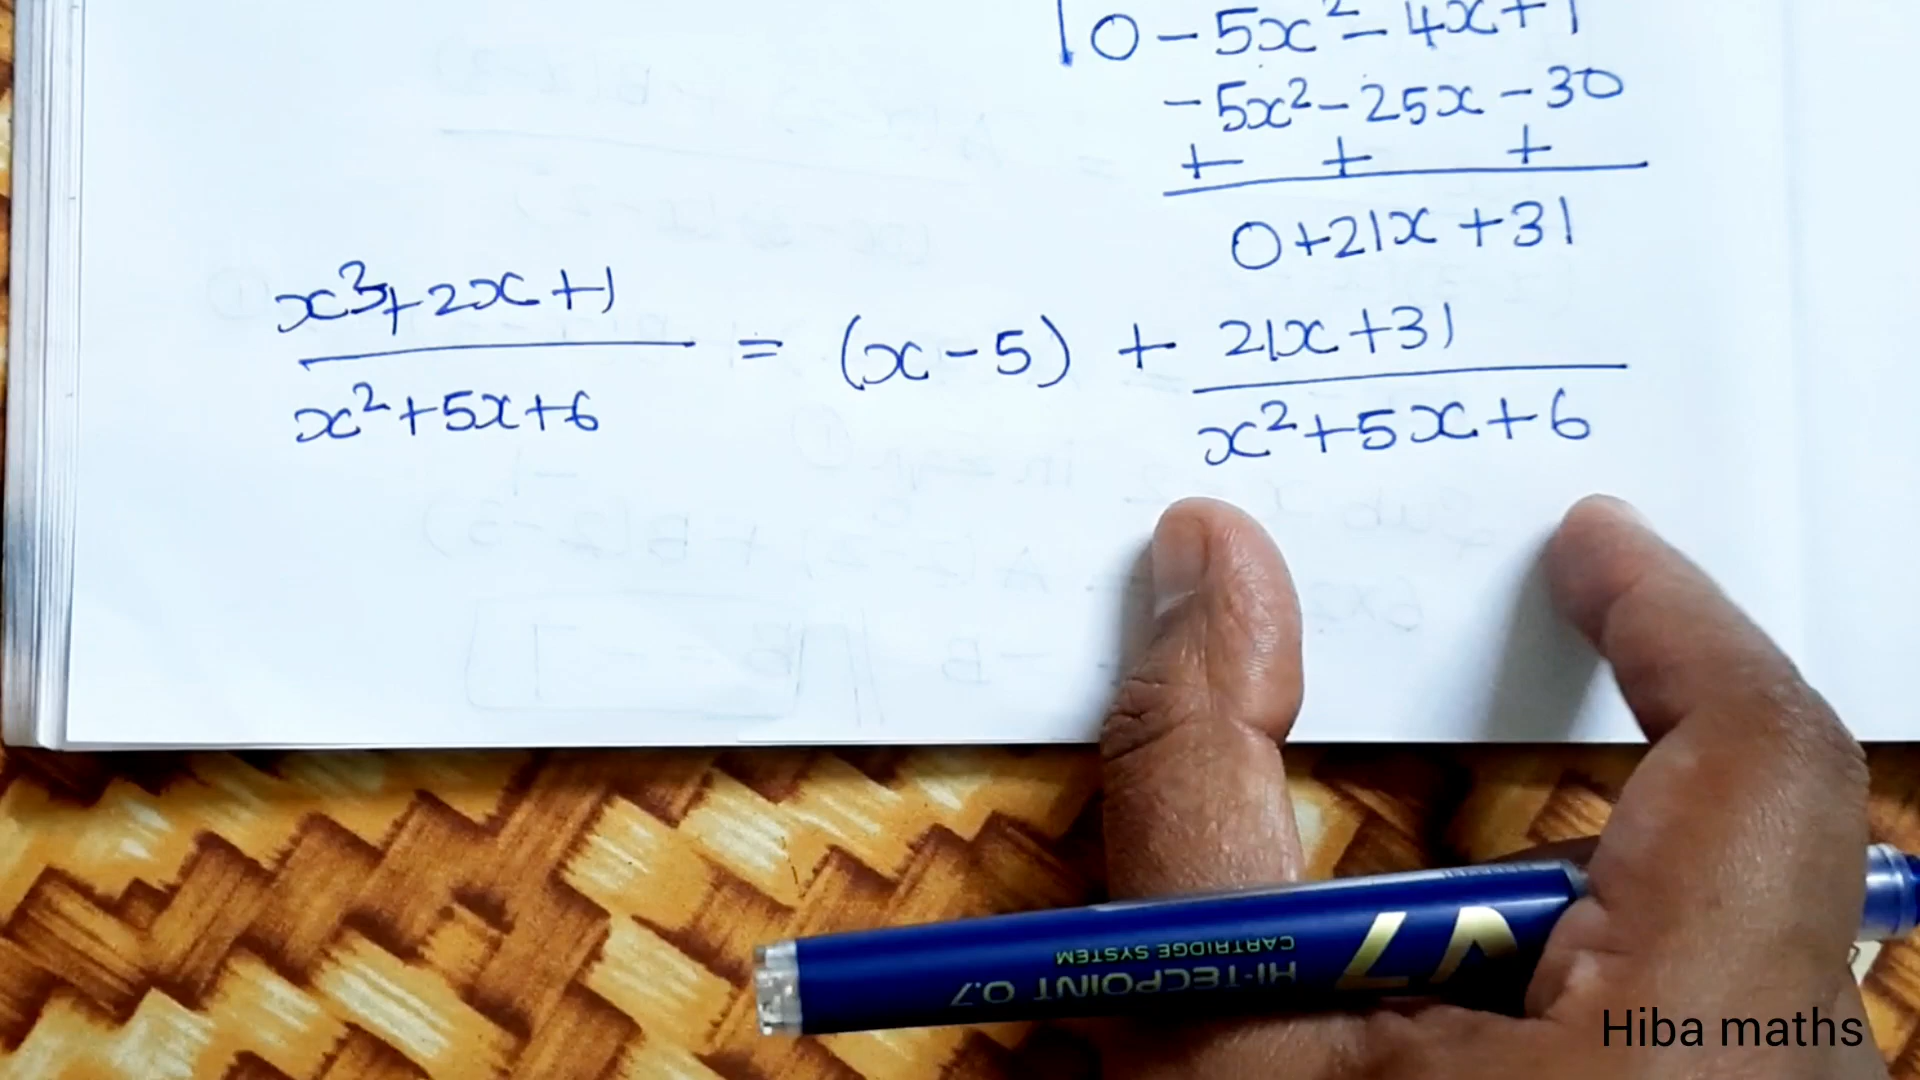 0 - 5x² - 4x + 1
- 5x² - 25x - 30
+ + +
0 + 21x + 31
x³ + 2x + 1 = (x - 5) + 21x + 31
x² + 5x + 6 x² + 5x + 6
V7
HI-TECPOINT 0.7
CARTRIDGE SYSTEM
Hiba maths